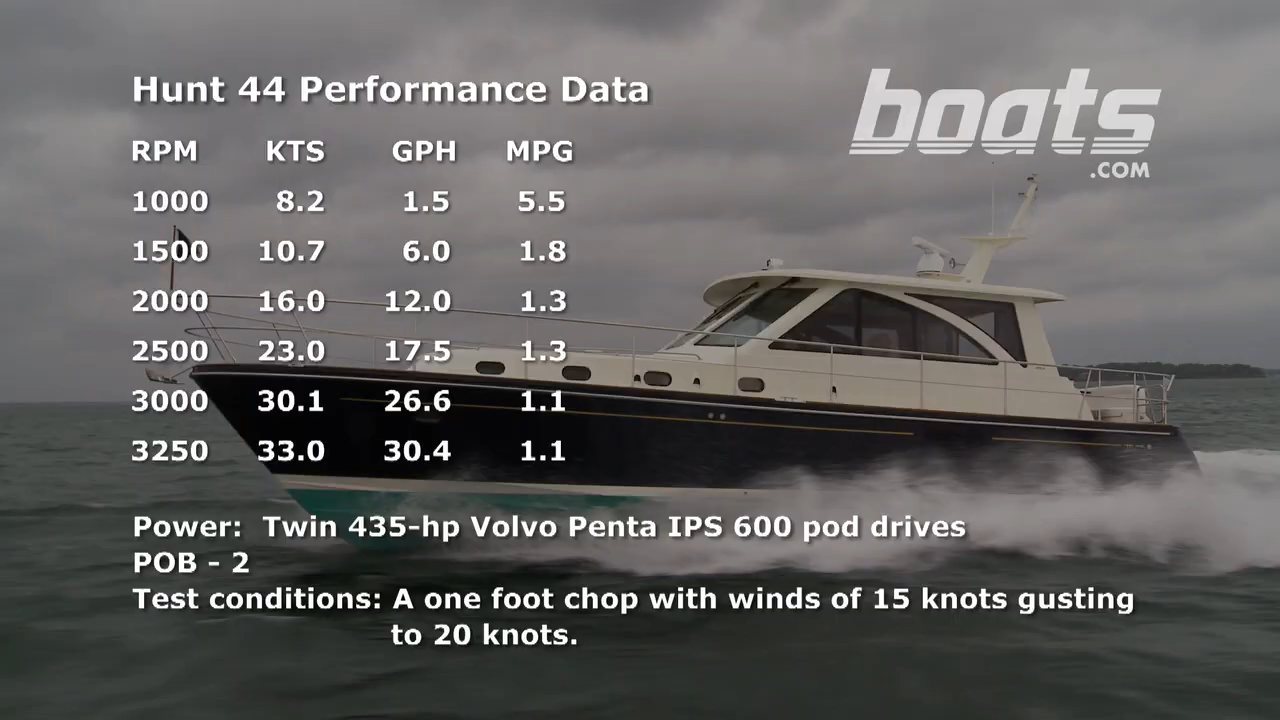 Hunt 44 Performance Data
boats
.COM
RPM KTS GPH MPG
1000 8.2 1.5 5.5
1500 10.7 6.0 1.8
2000 16.0 12.0 1.3
2500 23.0 17.5 1.3
3000 30.1 26.6 1.1
3250 33.0 30.4 1.1
Power: Twin 435-hp Volvo Penta IPS 600 pod drives
POB - 2
Test conditions: A one foot chop with winds of 15 knots gusting
to 20 knots.